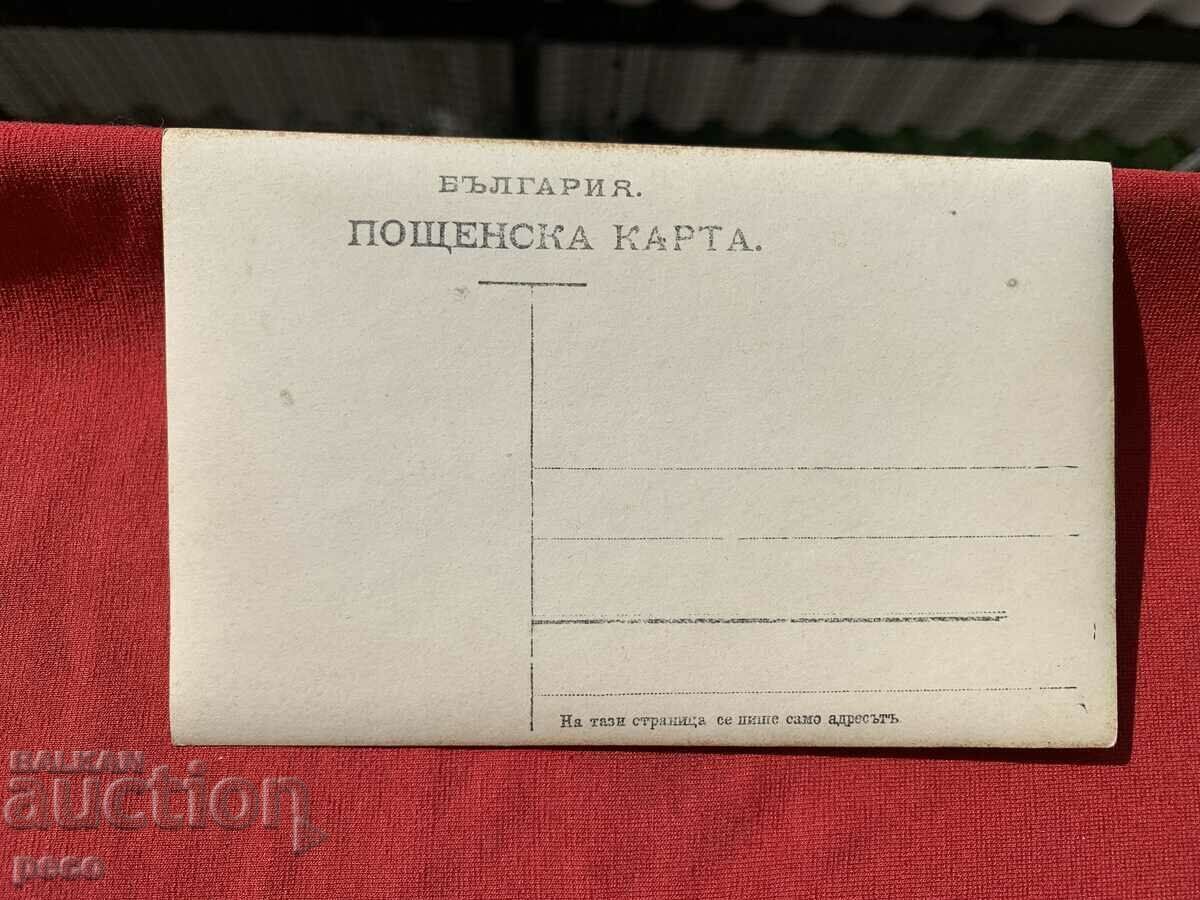 БЪЛГАРИЯ.
ПОЩЕНСКА КАРТА.
На тази страница се пише само адресътъ
BALKAN
auction
peco